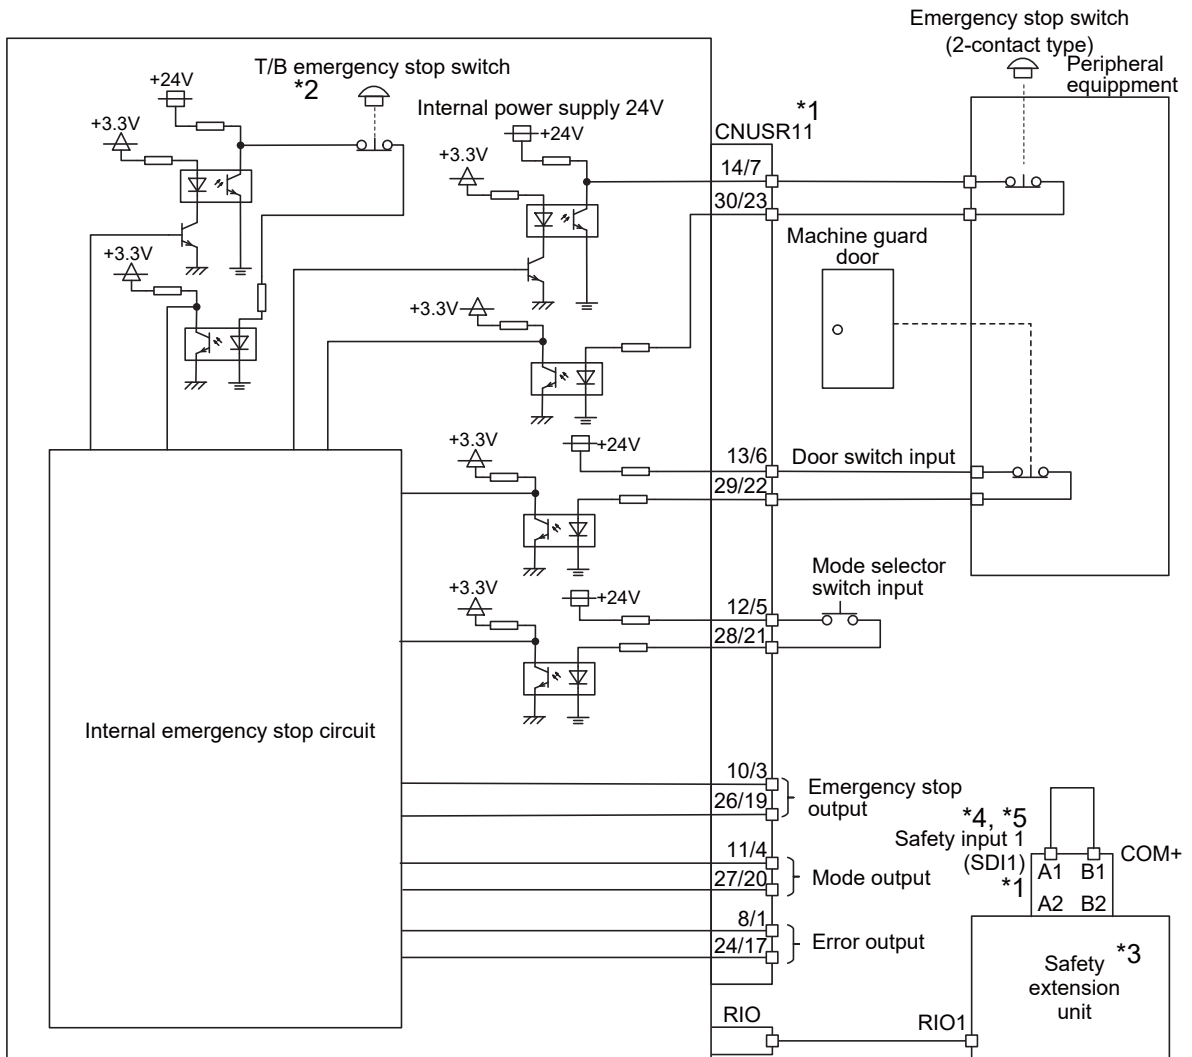 Emergency stop switch
(2-contact type)
Peripheral
equippment
T/B emergency stop switch
*2
+24V
+3.3V
Internal power supply 24V
+24V
+3.3V
*1
CNUSR11
14/7
30/23
+3.3V
Machine guard
door
+3.3V
+3.3V
+24V
13/6
Door switch input
29/22
+3.3V
+24V
Mode selector
switch input
12/5
28/21
Internal emergency stop circuit
10/3
26/19
Emergency stop
output
11/4
27/20
Mode output
8/1
24/17
Error output
*4, *5
Safety input 1
(SDI1)
*1
COM+
A1 B1
A2 B2
Safety
extension
unit
*3
RIO
RIO1